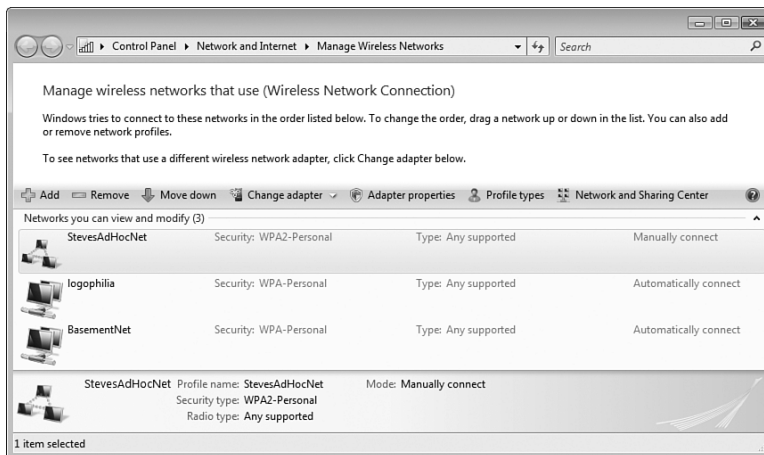 Control Panel Network and Internet Manage Wireless Networks Search
Manage wireless networks that use (Wireless Network Connection)
Windows tries to connect to these networks in the order listed below. To change the order, drag a network up or down in the list. You can also add
or remove network profiles.
To see networks that use a different wireless network adapter, click Change adapter below.
Add Remove Move down Change adapter Adapter properties Profile types Network and Sharing Center
Networks you can view and modify (3)
StevesAdHocNet Security: WPA2-Personal Type: Any supported Manually connect
logophilia Security: WPA-Personal Type: Any supported Automatically connect
BasementNet Security: WPA-Personal Type: Any supported Automatically connect
StevesAdHocNet Profile name: StevesAdHocNet Mode: Manually connect
Security type: WPA2-Personal
Radio type: Any supported
1 item selected